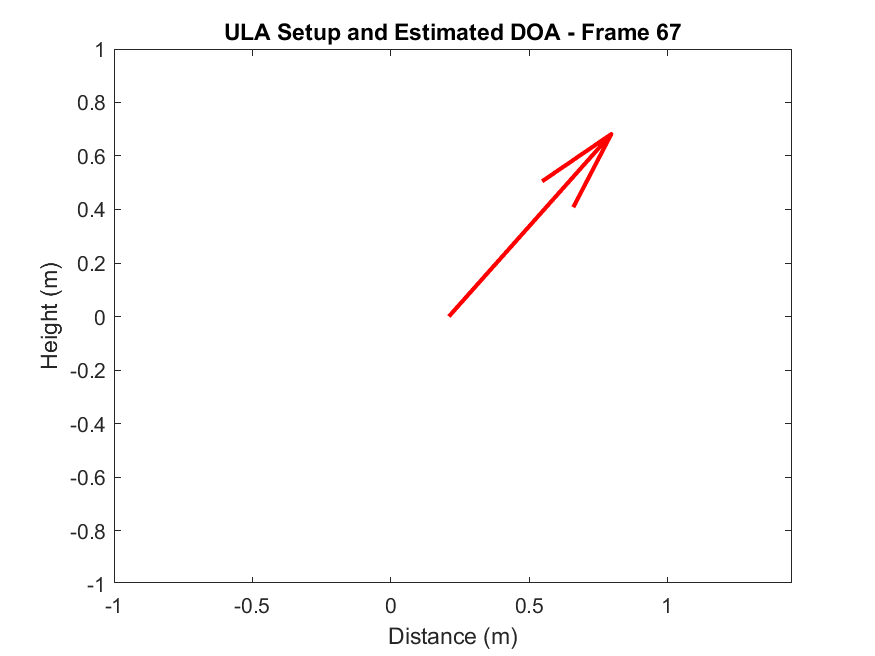 ULA Setup and Estimated DOA - Frame 67
1
0.8
0.6
0.4
0.2
0
-0.2
-0.4
-0.6
-0.8
-1
Height (m)
-1 -0.5 0 0.5 1
Distance (m)